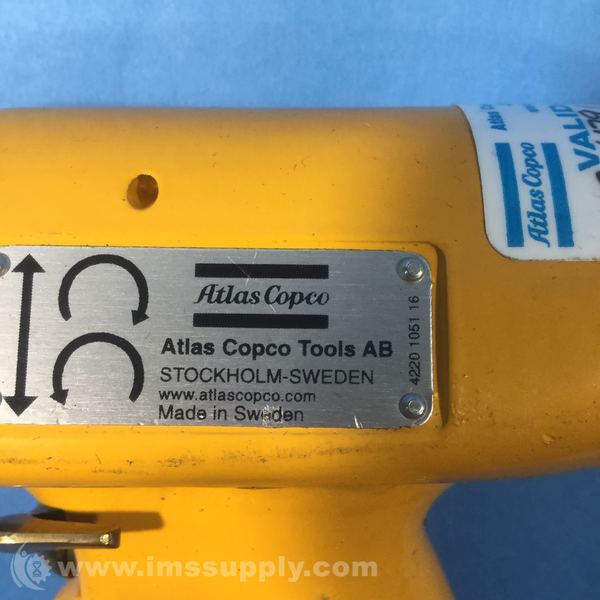 Atlas Copco
Atlas Copco Tools AB
STOCKHOLM-SWEDEN
www.atlascopco.com
Made in Sweden
4220 1051 16
Atlas Copco
VALID
www.imssupply.com